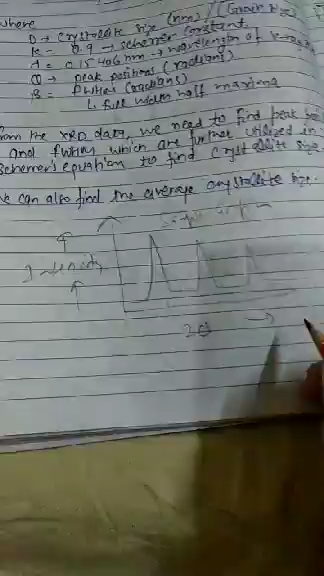 where
D → Crystallite Size (nm) / (Grain size)
K = 0.9 → scherrer constant
λ = 0.15406 nm → wavelength of X-ray
θ → peak positions (radians)
β = FWHM (radians)
↳ full width half maxima
From the XRD data, we need to find peak
and FWHM which are further utilized in
Scherrer's equation to find crystallite size.
We can also find the average crystallite size.
Intensity
2θ →